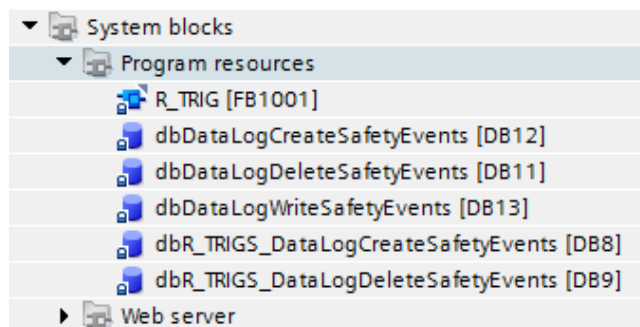 System blocks
Program resources
R_TRIG [FB1001]
dbDataLogCreateSafetyEvents [DB12]
dbDataLogDeleteSafetyEvents [DB11]
dbDataLogWriteSafetyEvents [DB13]
dbR_TRIGS_DataLogCreateSafetyEvents [DB8]
dbR_TRIGS_DataLogDeleteSafetyEvents [DB9]
Web server